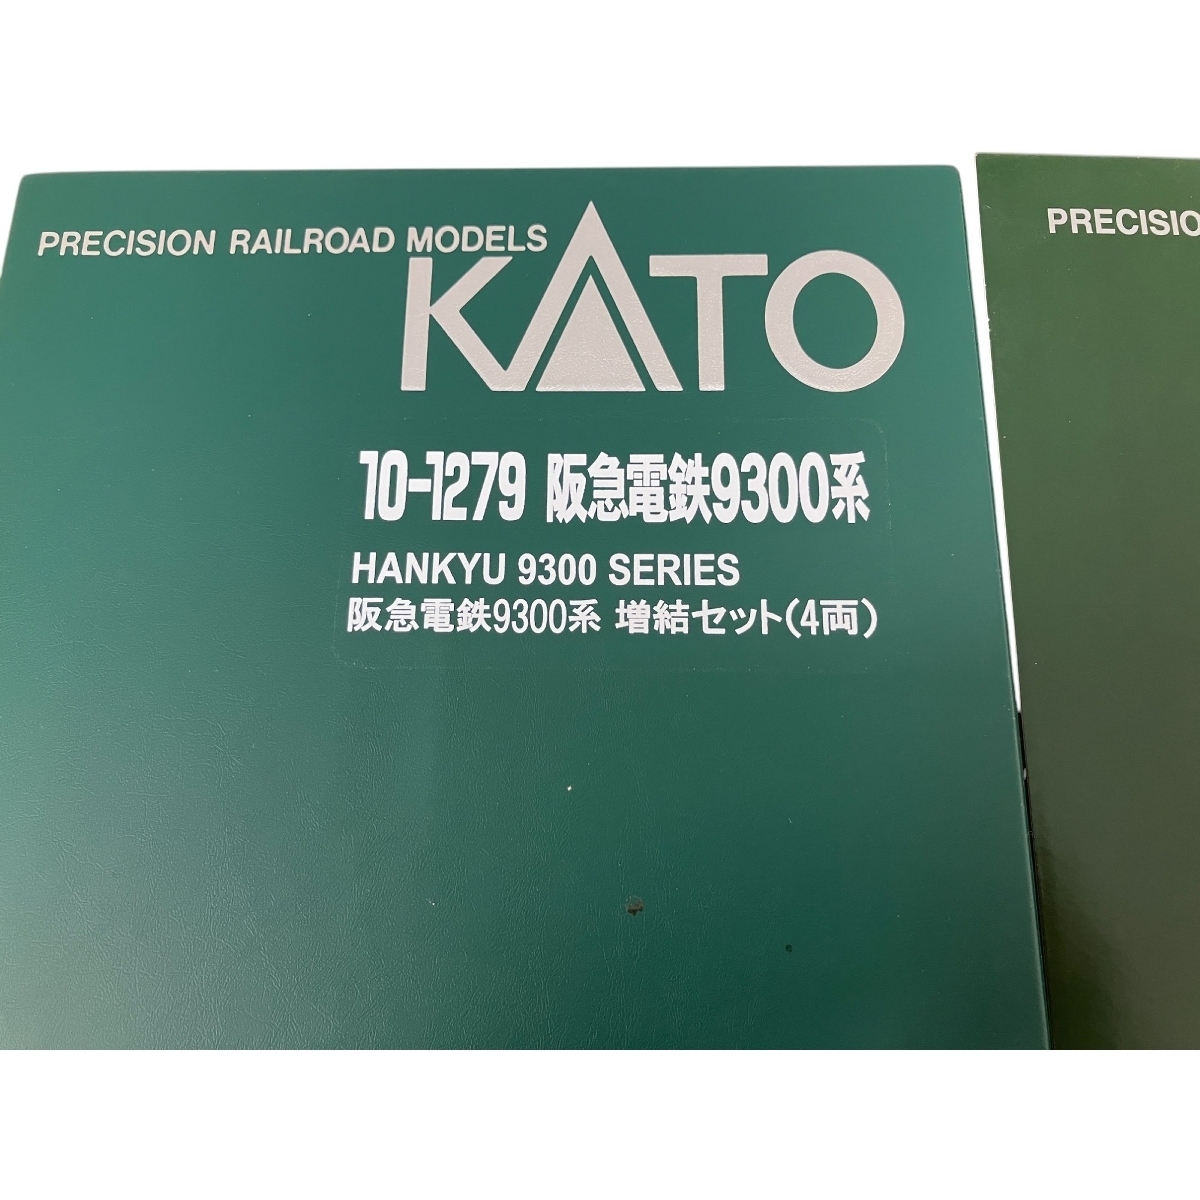 PRECISION RAILROAD MODELS
KATO
10-1279 阪急電鉄9300系
HANKYU 9300 SERIES
阪急電鉄9300系 増結セット(4両)
PRECISIO